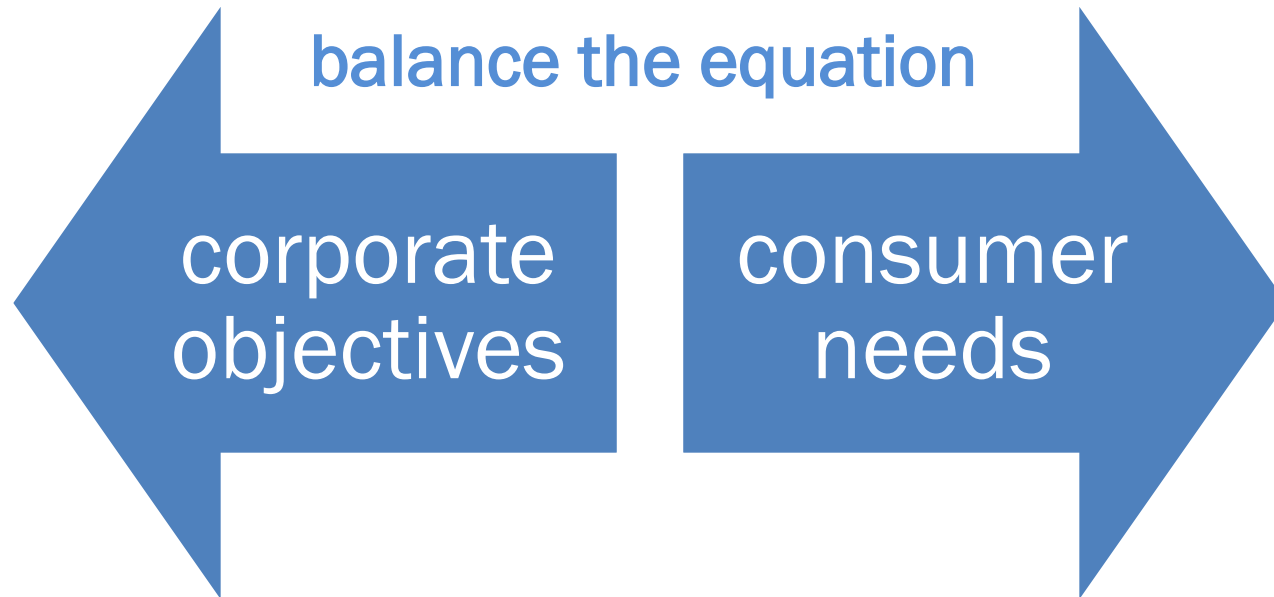 balance the equation
corporate
objectives
consumer
needs